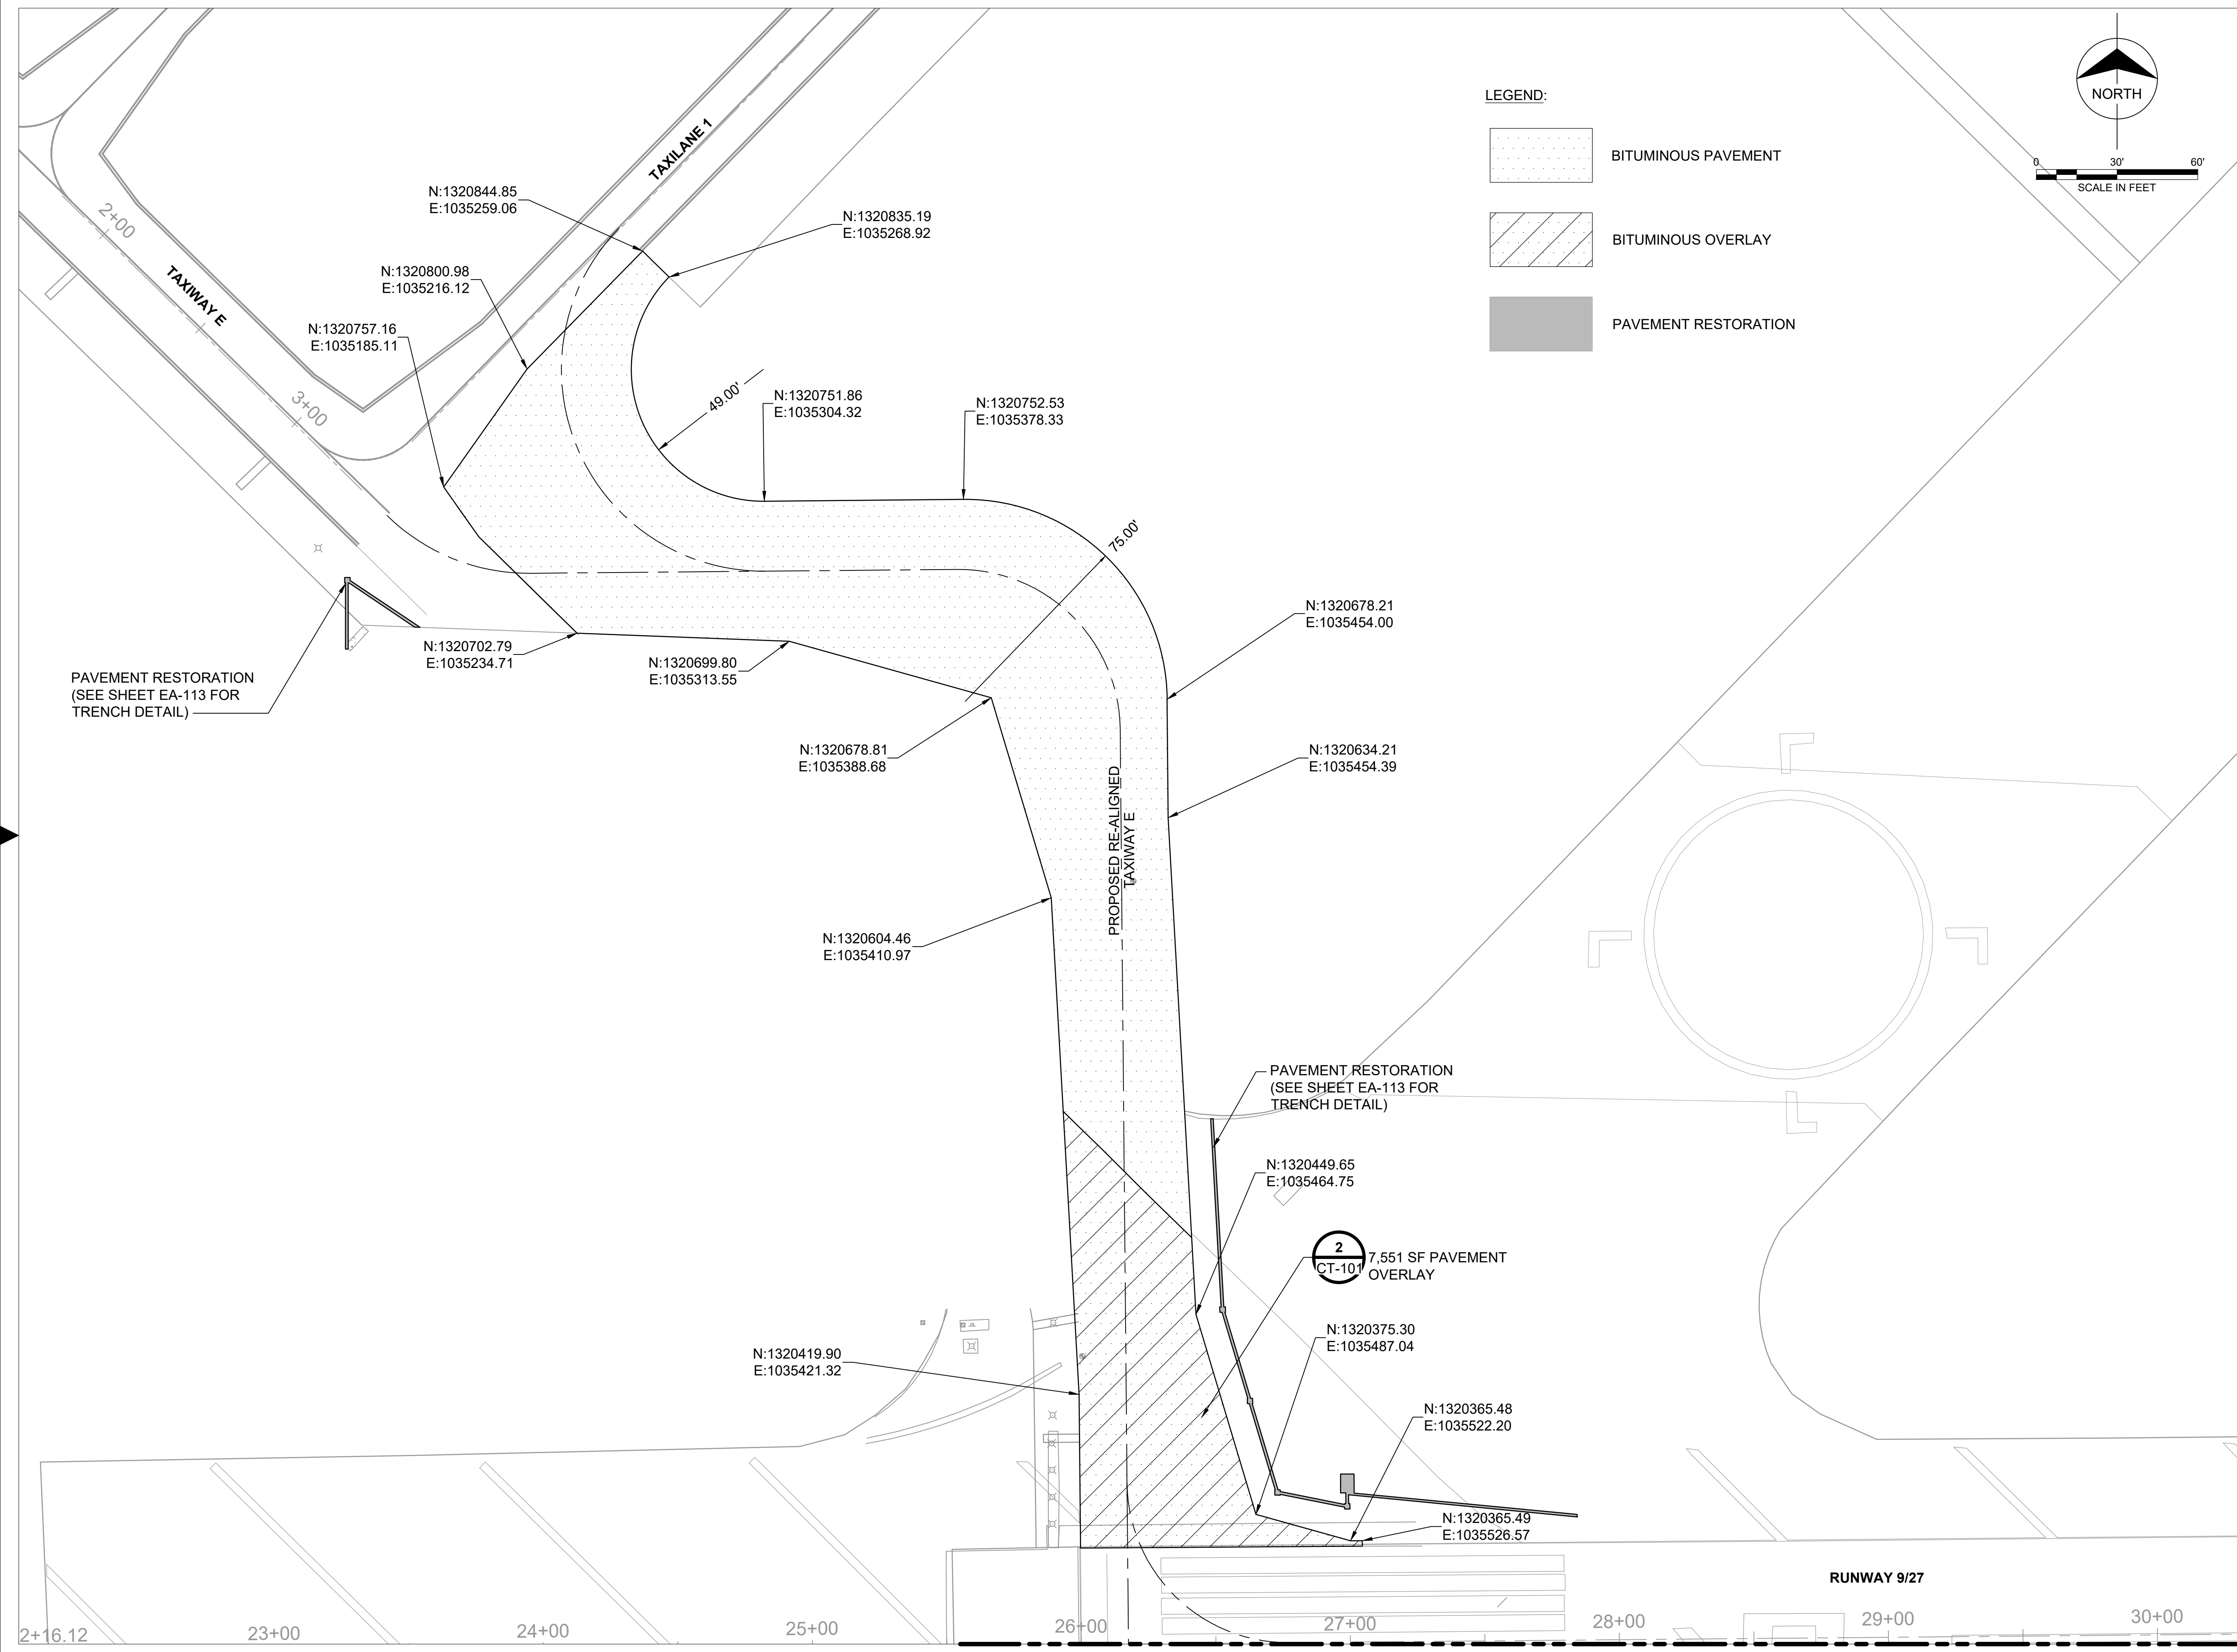 LEGEND:
BITUMINOUS PAVEMENT
BITUMINOUS OVERLAY
PAVEMENT RESTORATION
NORTH
0 30' 60'
SCALE IN FEET
TAXILANE 1
N:1320844.85
E:1035259.06
N:1320835.19
E:1035268.92
2+00
TAXIWAY E
N:1320800.98
E:1035216.12
N:1320757.16
E:1035185.11
3+00
49.00'
N:1320751.86
E:1035304.32
N:1320752.53
E:1035378.33
75.00'
N:1320678.21
E:1035454.00
N:1320702.79
E:1035234.71
N:1320699.80
E:1035313.55
PAVEMENT RESTORATION
(SEE SHEET EA-113 FOR
TRENCH DETAIL)
N:1320678.81
E:1035388.68
N:1320634.21
E:1035454.39
PROPOSED RE-ALIGNED
TAXIWAY E
N:1320604.46
E:1035410.97
PAVEMENT RESTORATION
(SEE SHEET EA-113 FOR
TRENCH DETAIL)
N:1320449.65
E:1035464.75
2
CT-101
7,551 SF PAVEMENT
OVERLAY
N:1320375.30
E:1035487.04
N:1320419.90
E:1035421.32
N:1320365.48
E:1035522.20
N:1320365.49
E:1035526.57
RUNWAY 9/27
2+16.12
23+00
24+00
25+00
26+00
27+00
28+00
29+00
30+00